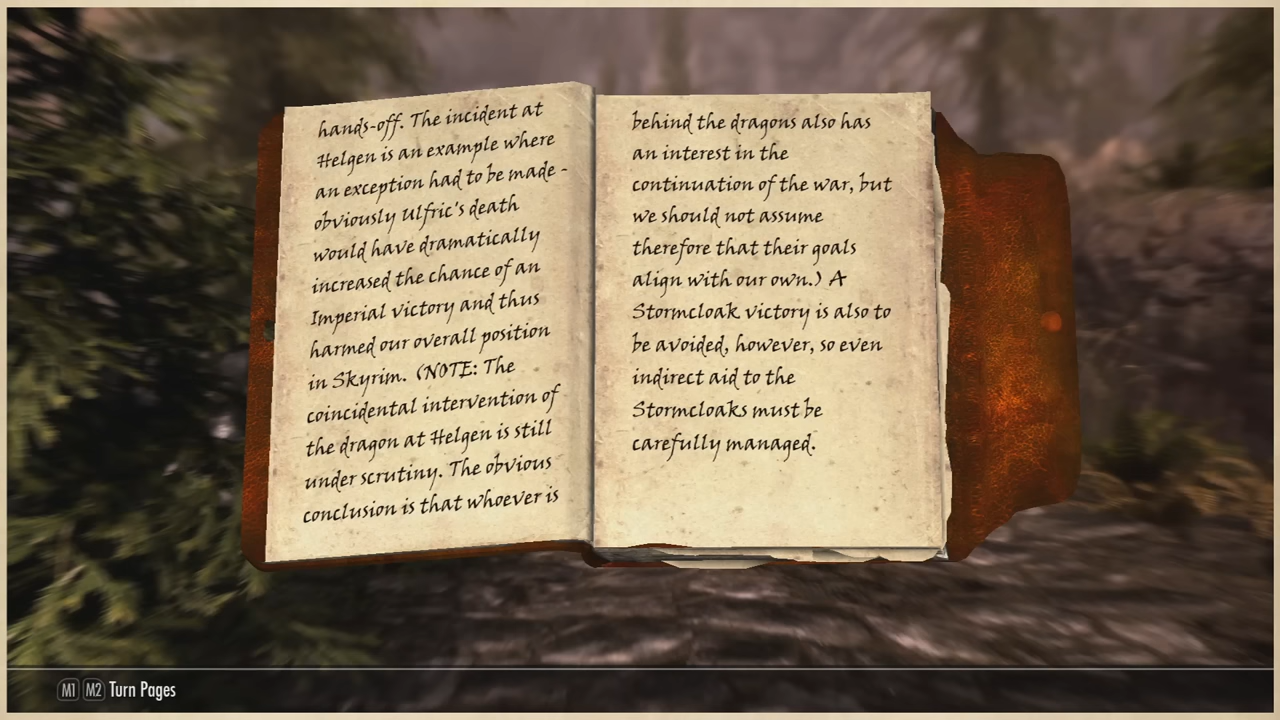 hands-off. The incident at
Helgen is an example where
an exception had to be made -
obviously Ulfric's death
would have dramatically
increased the chance of an
Imperial victory and thus
harmed our overall position
in Skyrim. (NOTE: The
coincidental intervention of
the dragon at Helgen is still
under scrutiny. The obvious
conclusion is that whoever is
behind the dragons also has
an interest in the
continuation of the war, but
we should not assume
therefore that their goals
align with our own.) A
Stormcloak victory is also to
be avoided, however, so even
indirect aid to the
Stormcloaks must be
carefully managed.
M1 M2 Turn Pages